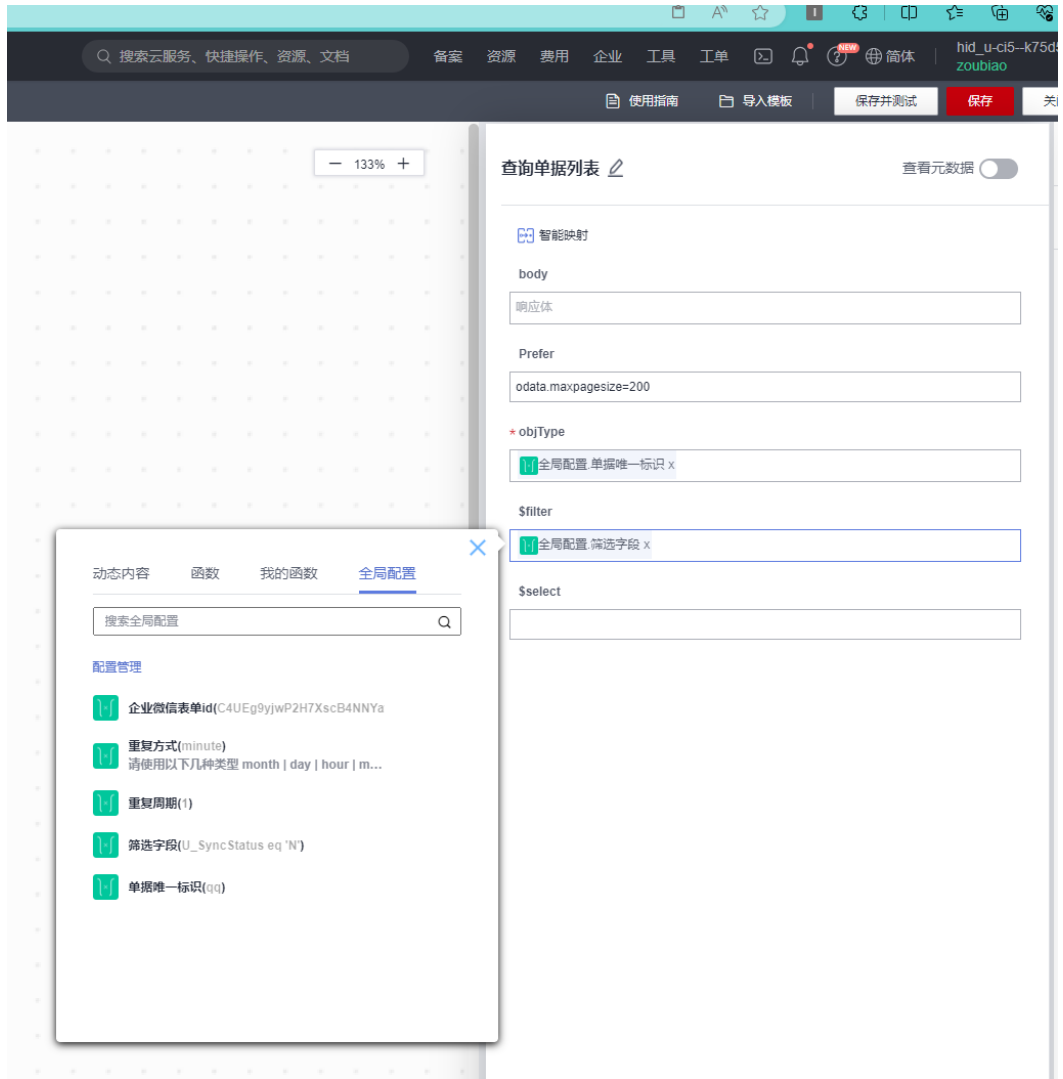 搜索云服务、快捷操作、资源、文档 备案 资源 费用 企业 工具 工单 NEW 简体 hid_u-ci5--k75d5
zoubiao
使用指南 导入模板 保存并测试 保存
133%
查询单据列表 查看元数据
智能映射
body
响应体
Prefer
odata.maxpagesize=200
* objType
全局配置.单据唯一标识 x
$filter
全局配置.筛选字段 x
$select
动态内容 函数 我的函数 全局配置
搜索全局配置
配置管理
企业微信表单id(C4UEg9yjwP2H7XscB4NNYa
重复方式(minute)
请使用以下几种类型 month | day | hour | m...
重复周期(1)
筛选字段(U_SyncStatus eq 'N')
单据唯一标识(qq)